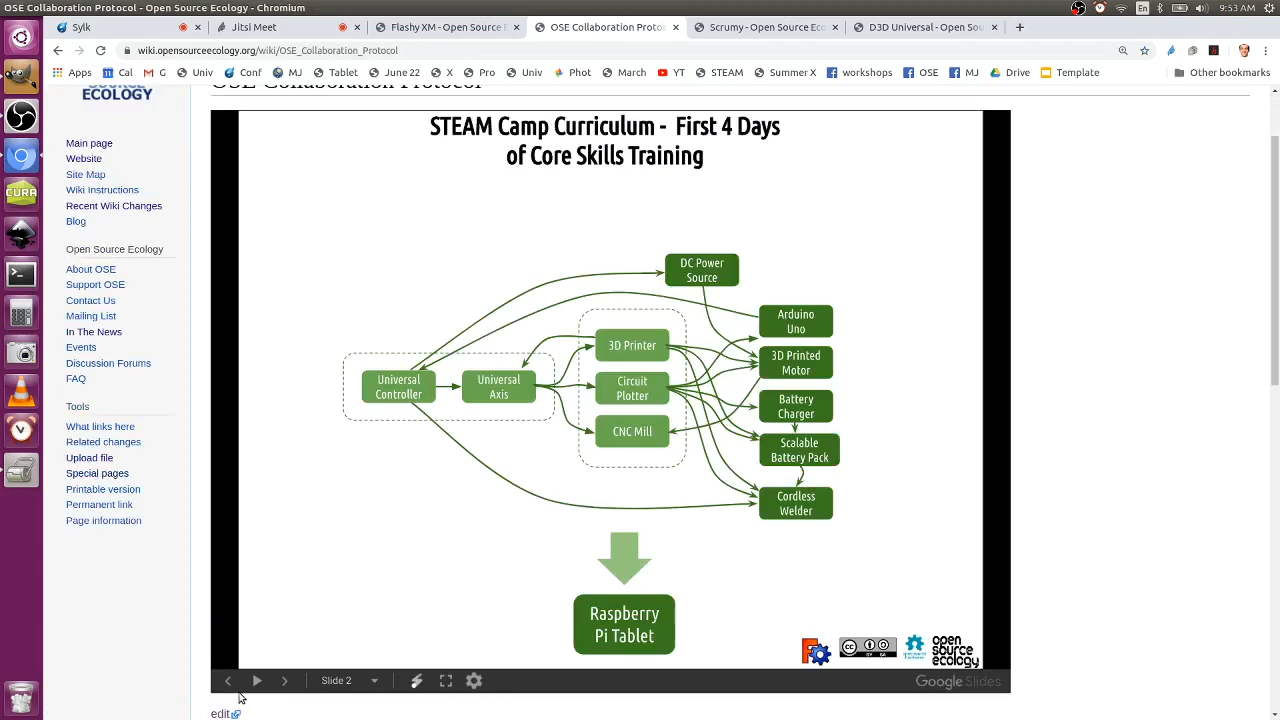 OSE Collaboration Protocol - Chromium
En
9:53 AM
Sylk
Jitsi Meet
Flashy XM - Open Source E
OSE Collaboration Protocol
Scrumy - Open Source Ec
D3D Universal - Open Sou
wiki.opensourceecology.org/wiki/OSE_Collaboration_Protocol
Apps
Cal
G
Univ
Conf
MJ
Tablet
June 22
X
Pro
Univ
Phot
March
YT
STEAM
Summer X
workshops
OSE
MJ
Drive
Template
Other bookmarks
ECOLOGY
OSE Collaboration Protocol
Main page
Website
Site Map
Wiki Instructions
Recent Wiki Changes
Blog
Open Source Ecology
About OSE
Support OSE
Contact Us
Mailing List
In The News
Events
Discussion Forums
FAQ
Tools
What links here
Related changes
Upload file
Special pages
Printable version
Permanent link
Page information
STEAM Camp Curriculum - First 4 Days
of Core Skills Training
DC Power
Source
Arduino
Uno
3D Printer
3D Printed
Motor
Universal
Controller
Universal
Axis
Circuit
Plotter
Battery
Charger
CNC Mill
Scalable
Battery Pack
Cordless
Welder
Raspberry
Pi Tablet
open
source
ecology
Slide 2
Google Slides
edit
CURA